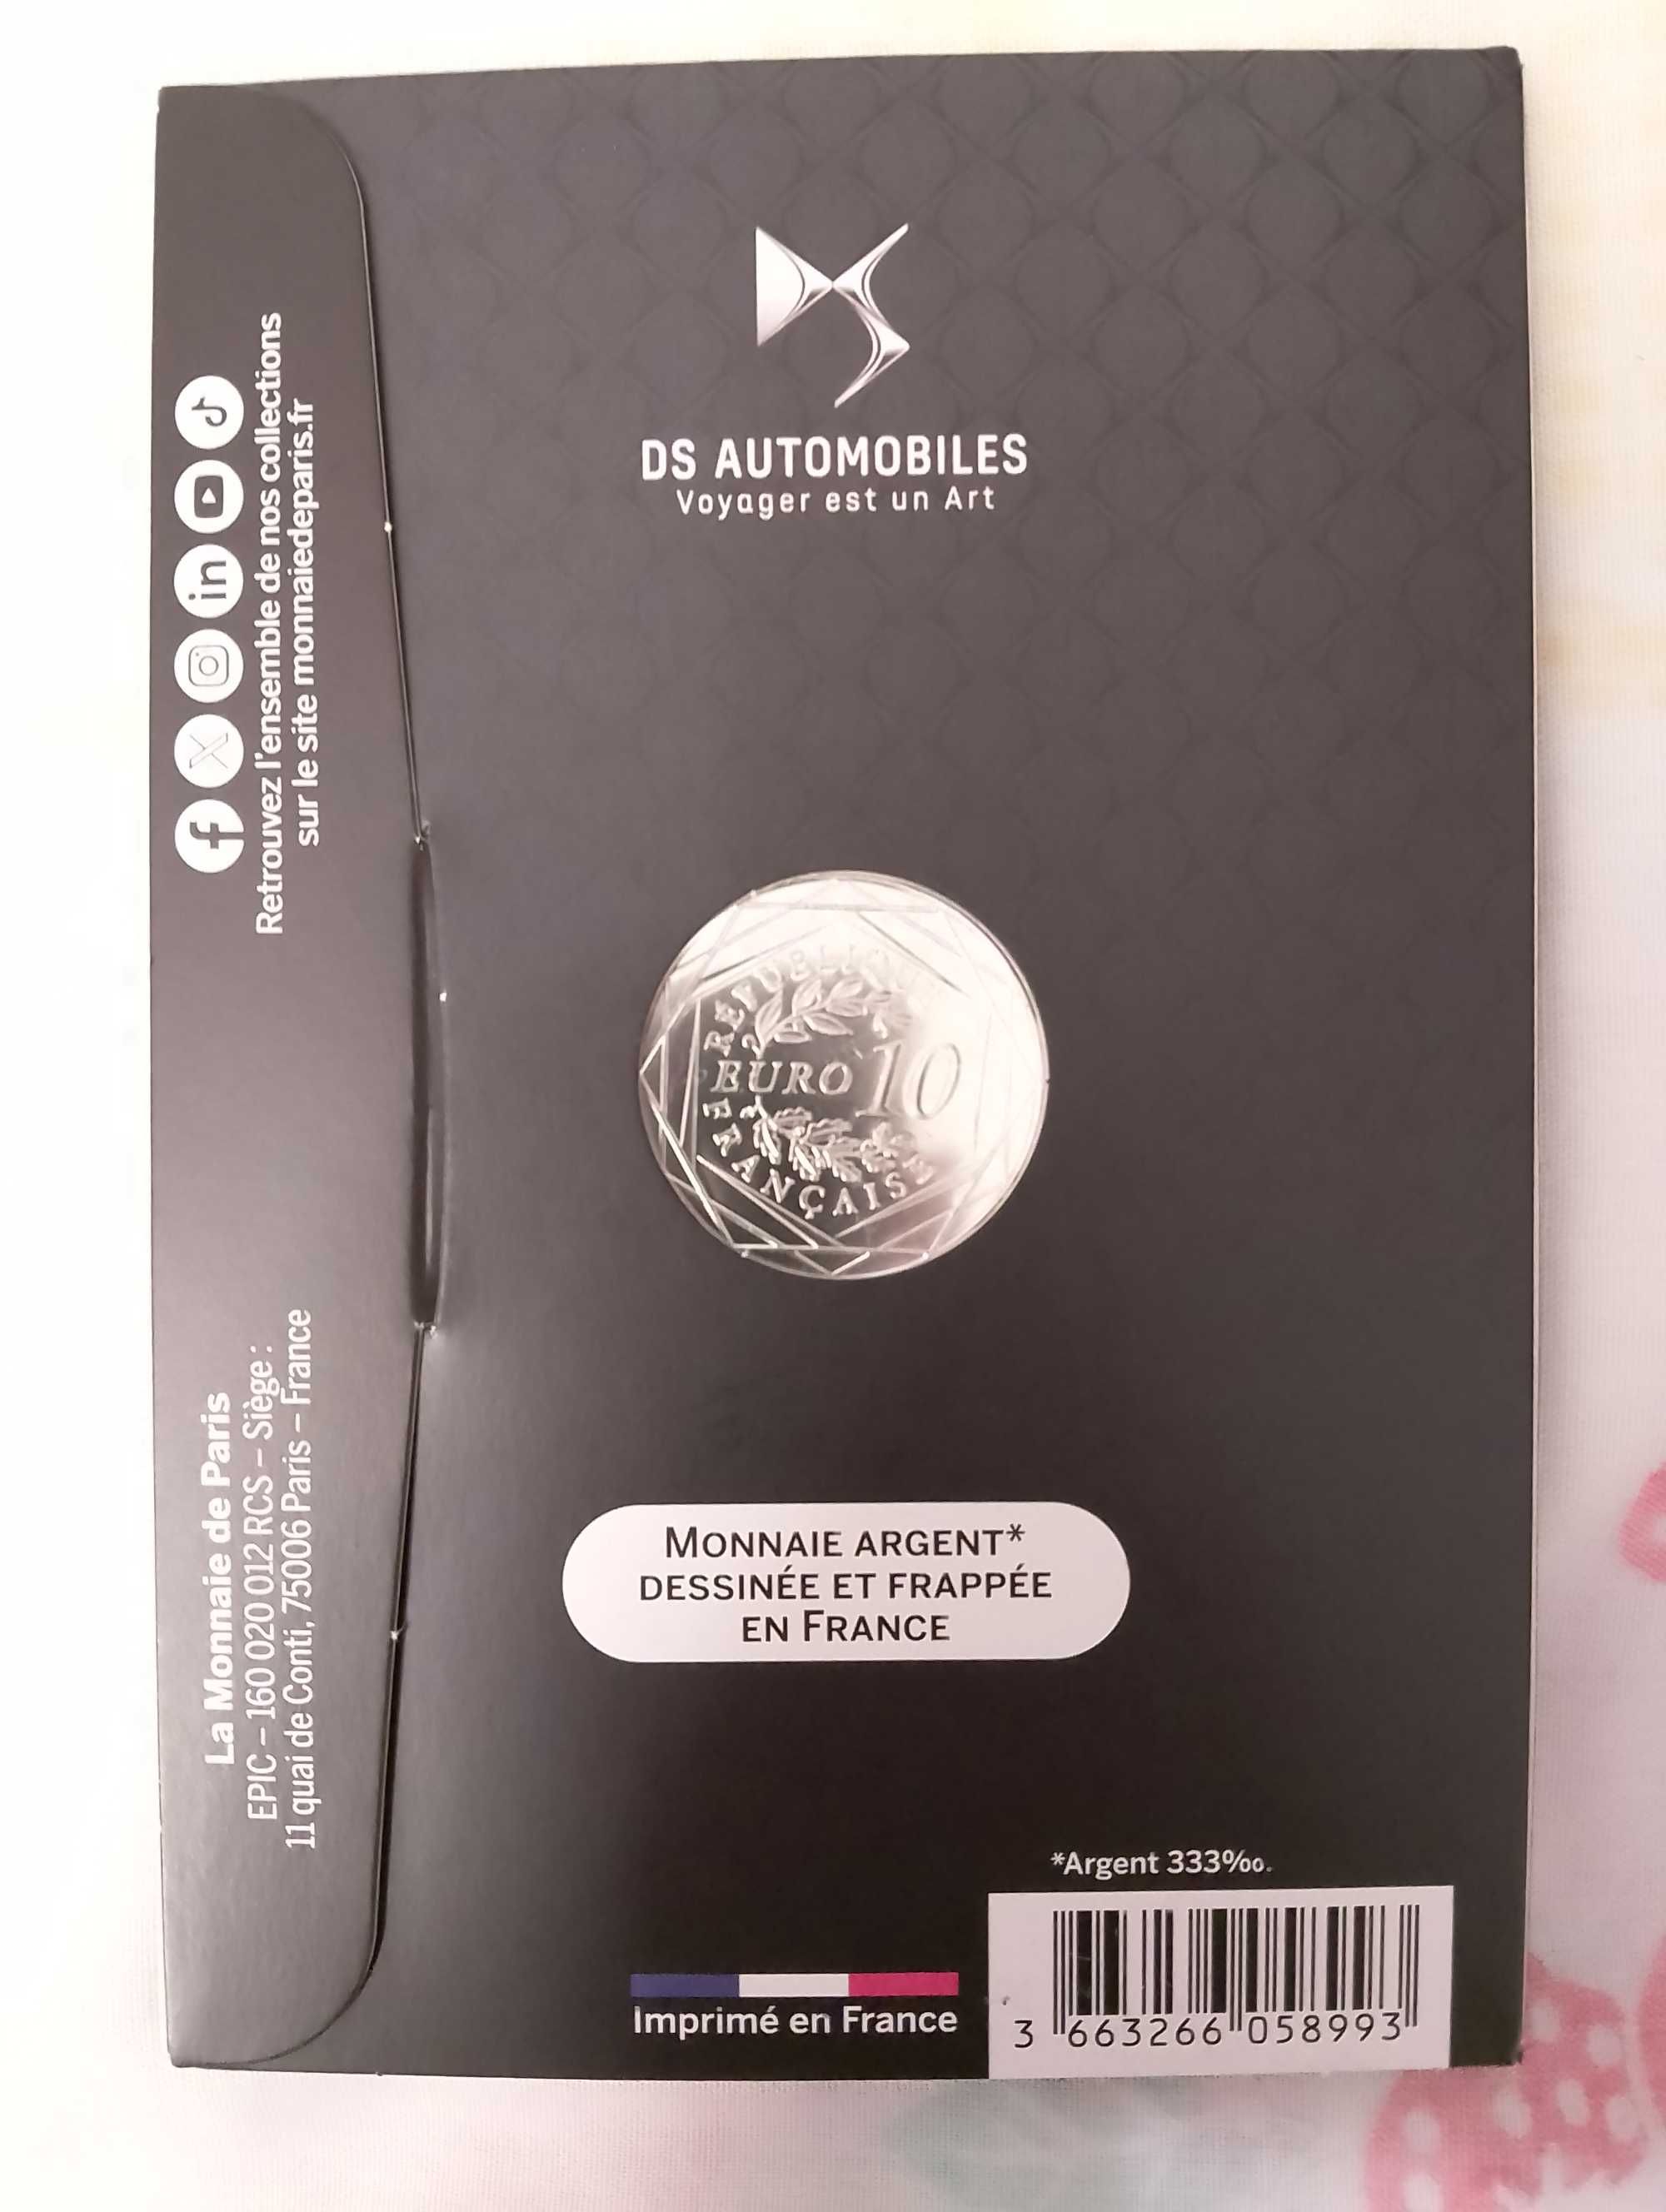 DS AUTOMOBILES
Voyager est un Art
Retrouvez l'ensemble de nos collections
sur le site monnaiedeparis.fr
RÉPUBLIQUE
EURO 10
FRANÇAISE
La Monnaie de Paris
EPIC – 160 020 012 RCS – Siège :
11 quai de Conti, 75006 Paris – France
MONNAIE ARGENT*
DESSINÉE ET FRAPPÉE
EN FRANCE
*Argent 333‰.
Imprimé en France
3 663266 058993